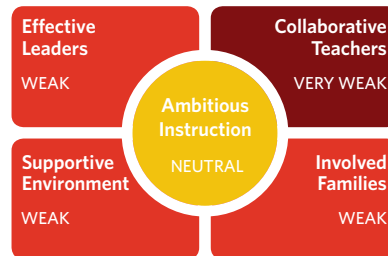 Effective
Leaders
WEAK
Collaborative
Teachers
VERY WEAK
Ambitious
Instruction
NEUTRAL
Supportive
Environment
WEAK
Involved
Families
WEAK